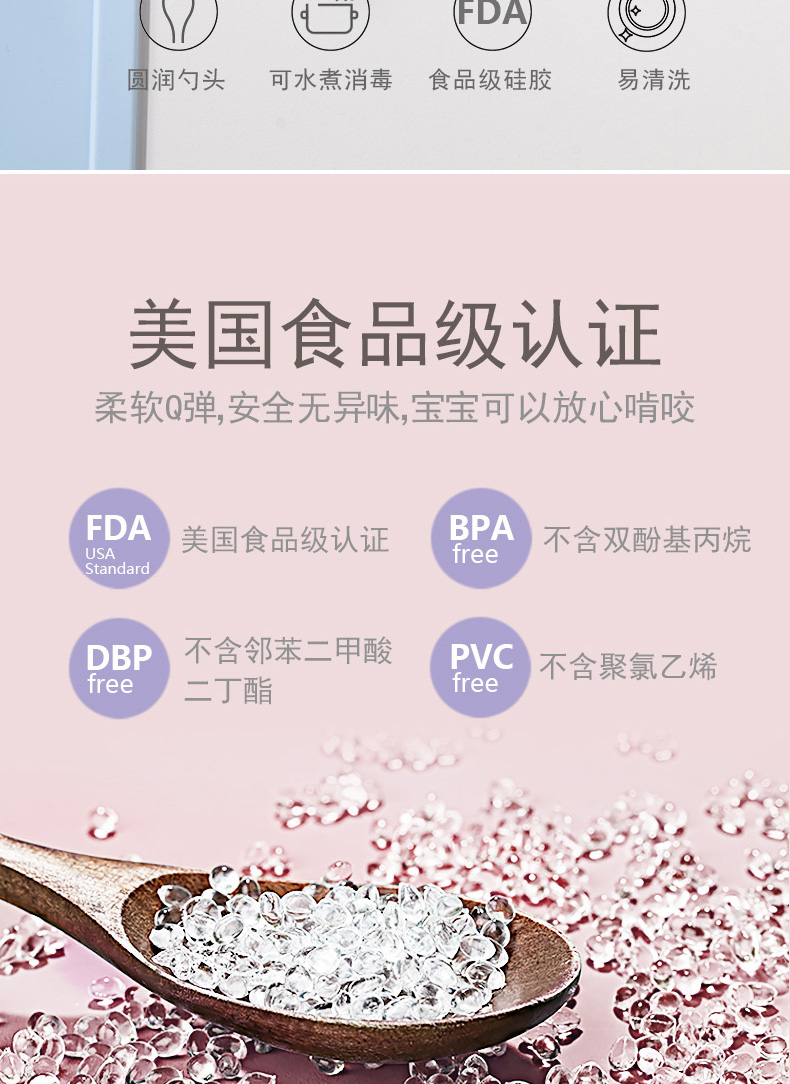 FDA
圆润勺头 可水煮消毒 食品级硅胶 易清洗
美国食品级认证
柔软Q弹,安全无异味,宝宝可以放心啃咬
FDA
USA
Standard
美国食品级认证
BPA
free
不含双酚基丙烷
DBP
free
不含邻苯二甲酸
二丁酯
PVC
free
不含聚氯乙烯